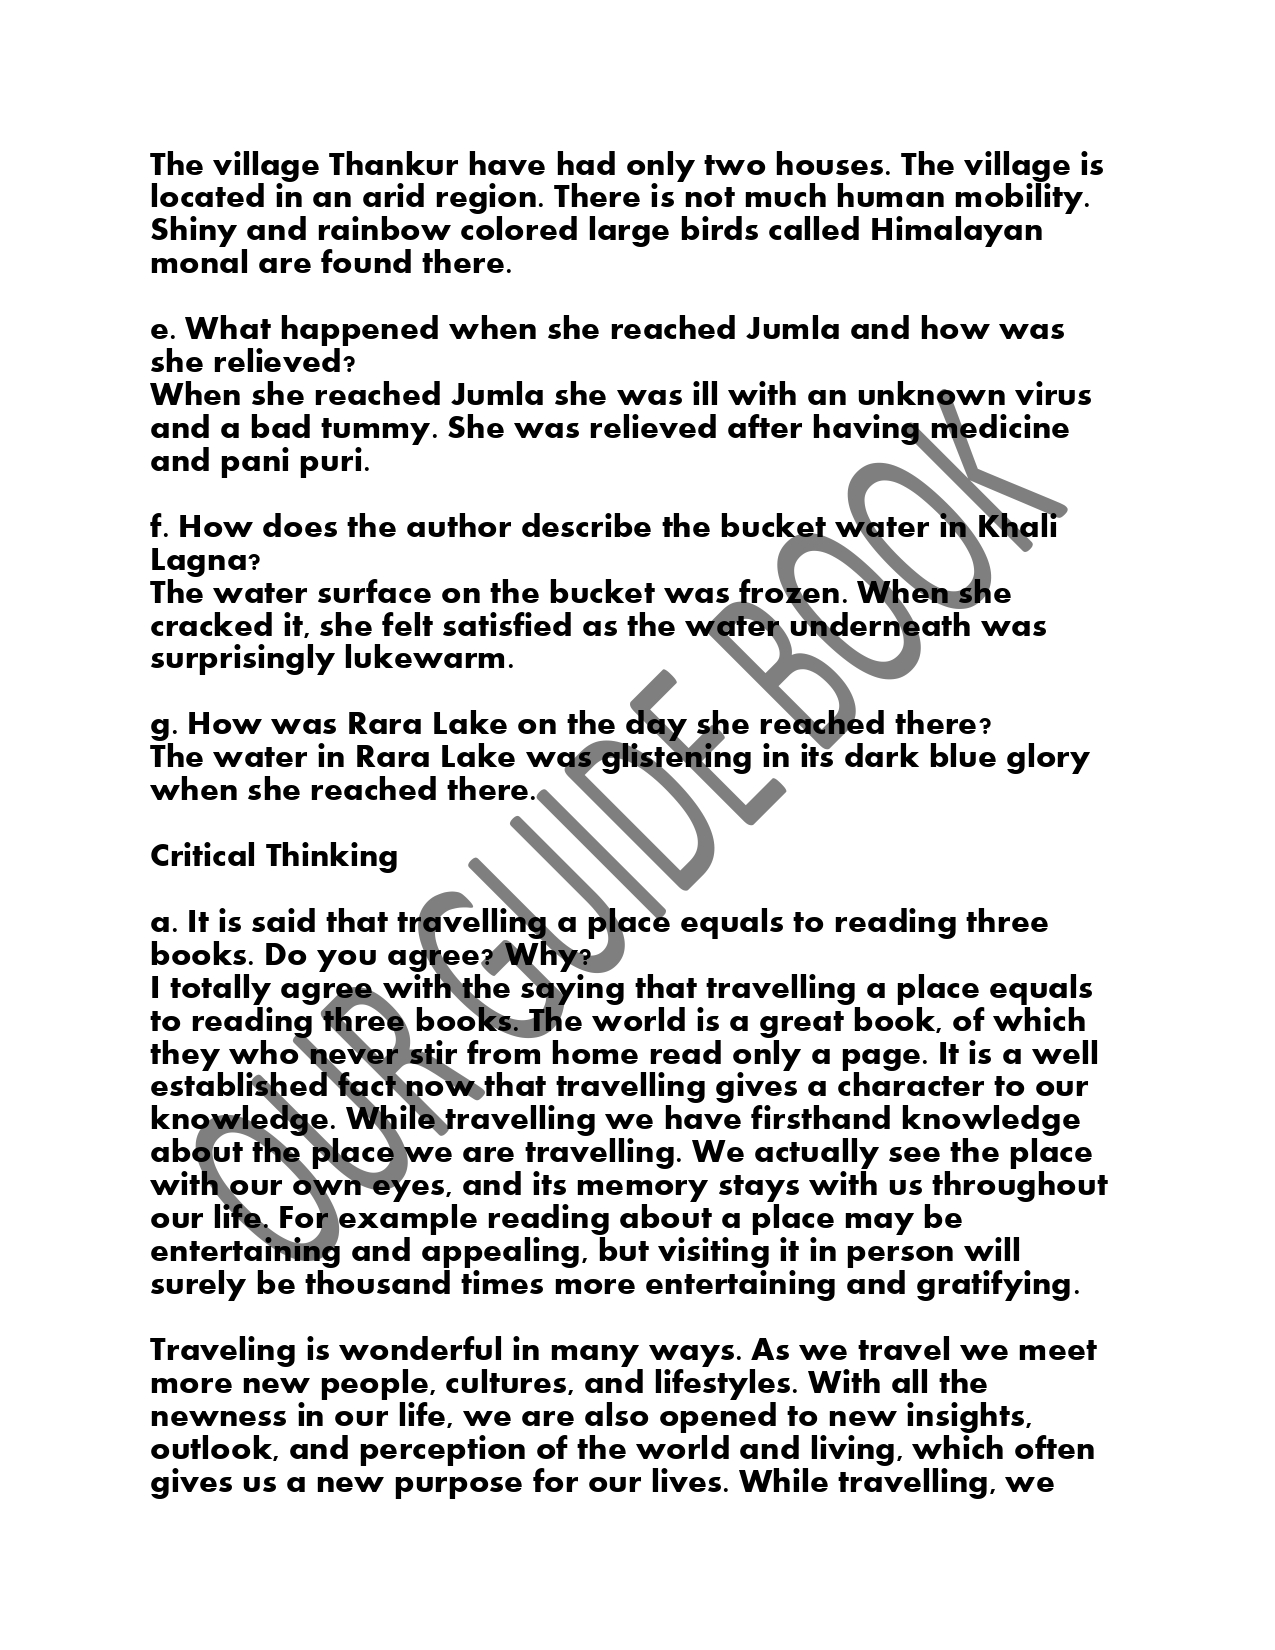 The village Thankur have had only two houses. The village is
located in an arid region. There is not much human mobility.
Shiny and rainbow colored large birds called Himalayan
monal are found there.
e. What happened when she reached Jumla and how was
she relieved?
When she reached Jumla she was ill with an unknown virus
and a bad tummy. She was relieved after having medicine
and pani puri.
f. How does the author describe the bucket water in Khali
Lagna?
The water surface on the bucket was frozen. When she
cracked it, she felt satisfied as the water underneath was
surprisingly lukewarm.
g. How was Rara Lake on the day she reached there?
The water in Rara Lake was glistening in its dark blue glory
when she reached there.
Critical Thinking
a. It is said that travelling a place equals to reading three
books. Do you agree? Why?
I totally agree with the saying that travelling a place equals
to reading three books. The world is a great book, of which
they who never stir from home read only a page. It is a well
established fact now that travelling gives a character to our
knowledge. While travelling we have firsthand knowledge
about the place we are travelling. We actually see the place
with our own eyes, and its memory stays with us throughout
our life. For example reading about a place may be
entertaining and appealing, but visiting it in person will
surely be thousand times more entertaining and gratifying.
Traveling is wonderful in many ways. As we travel we meet
more new people, cultures, and lifestyles. With all the
newness in our life, we are also opened to new insights,
outlook, and perception of the world and living, which often
gives us a new purpose for our lives. While travelling, we
OUR GUIDE BOOK